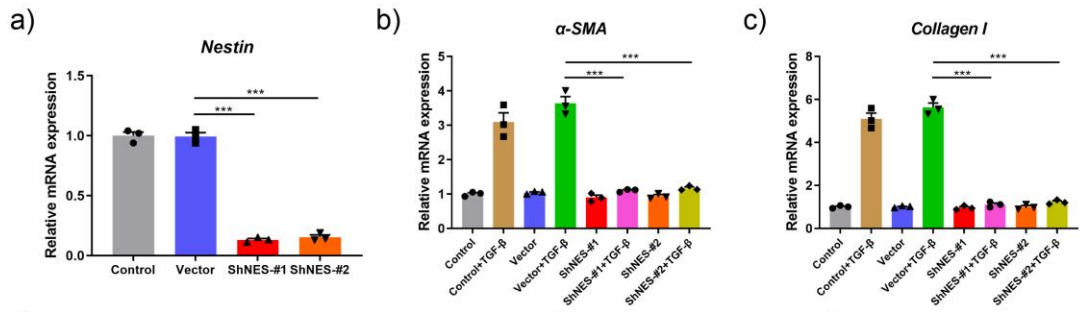 a)
Nestin
Relative mRNA expression
1.5
1.0
0.5
0.0
***
***
Control
Vector
ShNES-#1
ShNES-#2
b)
α-SMA
Relative mRNA expression
5
4
3
2
1
0
***
***
Control
Control+TGF-β
Vector
Vector+TGF-β
ShNES-#1
ShNES-#1+TGF-β
ShNES-#2
ShNES-#2+TGF-β
c)
Collagen I
Relative mRNA expression
8
6
4
2
0
***
***
Control
Control+TGF-β
Vector
Vector+TGF-β
ShNES-#1
ShNES-#1+TGF-β
ShNES-#2
ShNES-#2+TGF-β